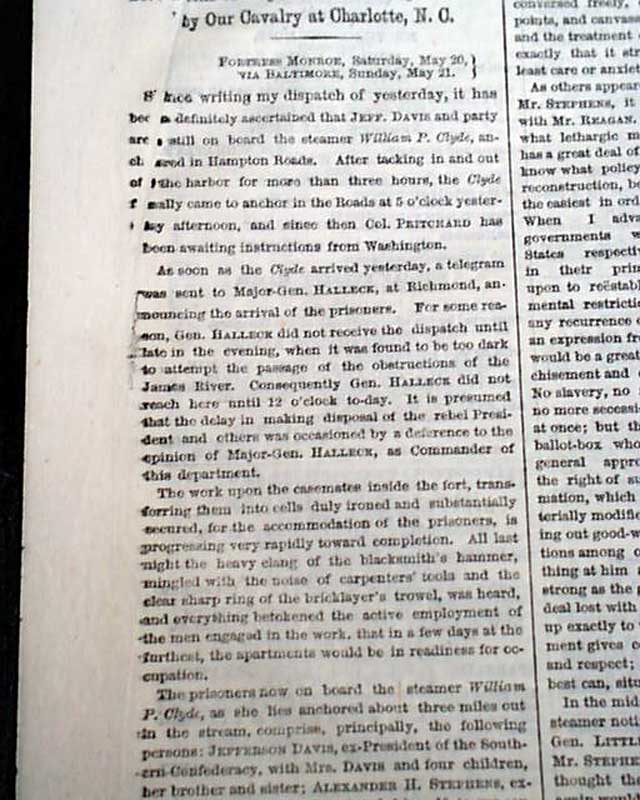 by Our Cavalry at Charlotte, N. C.
FORTRESS MONROE, Saturday, May 20,
VIA BALTIMORE, Sunday, May 21.
writing my dispatch of yesterday, it has
definitely ascertained that JEFF. DAVIS and party
are still on board the steamer William P. Clyde, an-
in Hampton Roads. After tacking in and out
of the harbor for more than three hours, the Clyde
came to anchor in the Roads at 5 o'clock yester-
afternoon, and since then Col. PRITCHARD has
been awaiting instructions from Washington.
As soon as the Clyde arrived yesterday, a telegram
was sent to Major-Gen. HALLECK, at Richmond, an-
nouncing the arrival of the prisoners. For some rea-
son, Gen. HALLECK did not receive the dispatch until
late in the evening, when it was found to be too dark
to attempt the passage of the obstructions of the
James River. Consequently Gen. HALLECK did not
reach here until 12 o'clock to-day. It is presumed
that the delay in making disposal of the rebel Presi-
dent and others was occasioned by a deference to the
opinion of Major-Gen. HALLECK, as Commander of
this department.
The work upon the casemates inside the fort, trans-
forring them into cells duly ironed and substantially
secured, for the accommodation of the prisoners, is
progressing very rapidly toward completion. All last
night the heavy clang of the blacksmith's hammer,
mingled with the noise of carpenters' tools and the
clear sharp ring of the bricklayer's trowel, was heard,
and everything betokened the active employment of
the men engaged in the work, that in a few days at the
furthest, the apartments would be in readiness for oc-
cupation.
The prisoners now on board the steamer William
P. Clyde, as she lies anchored about three miles out
in the stream, comprise, principally, the following
persons: JEFFERSON DAVIS, ex-President of the South-
ern Confederacy, with Mrs. DAVIS and four children,
her brother and sister; ALEXANDER H. STEPHENS, ex-
conversed freely,
points, and canvas
and the treatment
exactly that it
least care or anxiet
As others appear
Mr. STEPHENS, it
with Mr. REAGAN.
what lethargic m
has a great deal of
know what policy
reconstruction, b
the easiest in ord
When I adva
governments w
States respecti
in their prin
upon to reëstabl
mental restrictio
any recurrence o
an expression fr
would be a great
chisement and
No slavery, no
no more secess
at once; but th
ballot-box who
general appro
the right of su
mation, which
terially modifie
ing out good-w
tions among
thing at him
strong as the
deal lost with
up exactly to
ment gives c
and respect;
best can, situ
In the mid
steamer noti
Gen. LITTL
Mr. STEPHE
thought the
again would